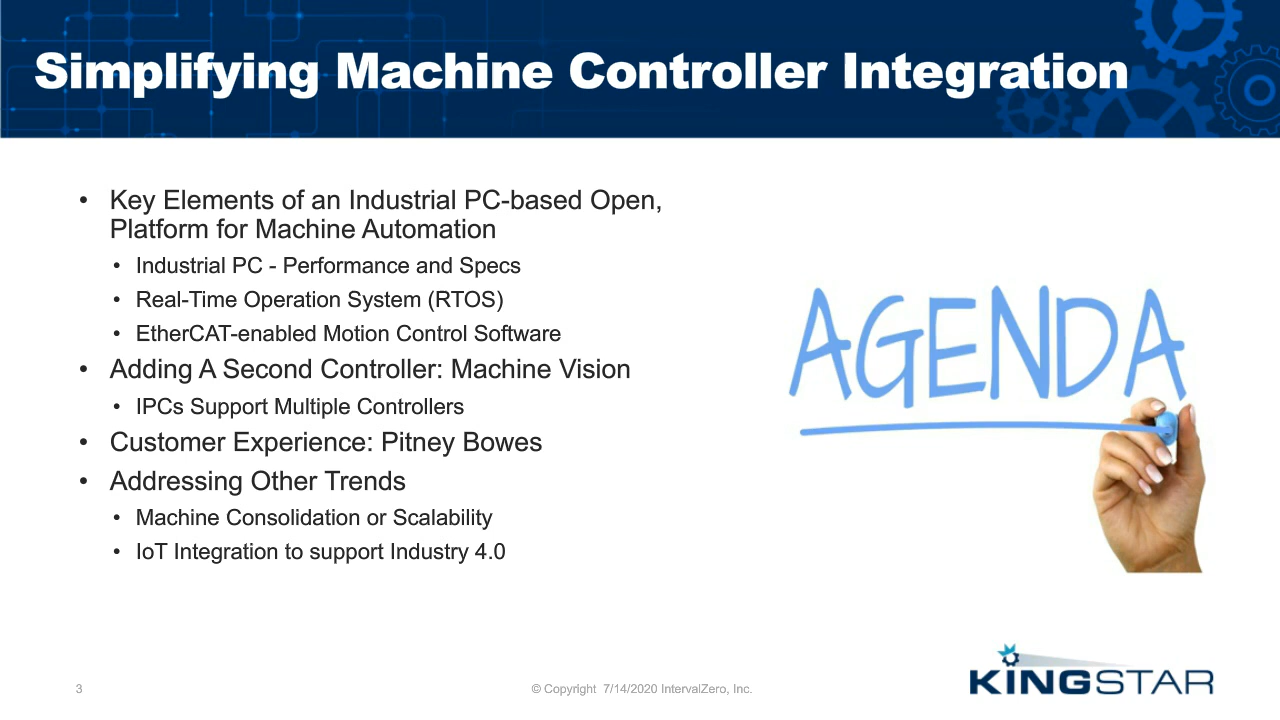 Simplifying Machine Controller Integration
• Key Elements of an Industrial PC-based Open,
Platform for Machine Automation
• Industrial PC - Performance and Specs
• Real-Time Operation System (RTOS)
• EtherCAT-enabled Motion Control Software
• Adding A Second Controller: Machine Vision
• IPCs Support Multiple Controllers
• Customer Experience: Pitney Bowes
• Addressing Other Trends
• Machine Consolidation or Scalability
• IoT Integration to support Industry 4.0
AGENDA
3
© Copyright 7/14/2020 IntervalZero, Inc.
KINGSTAR